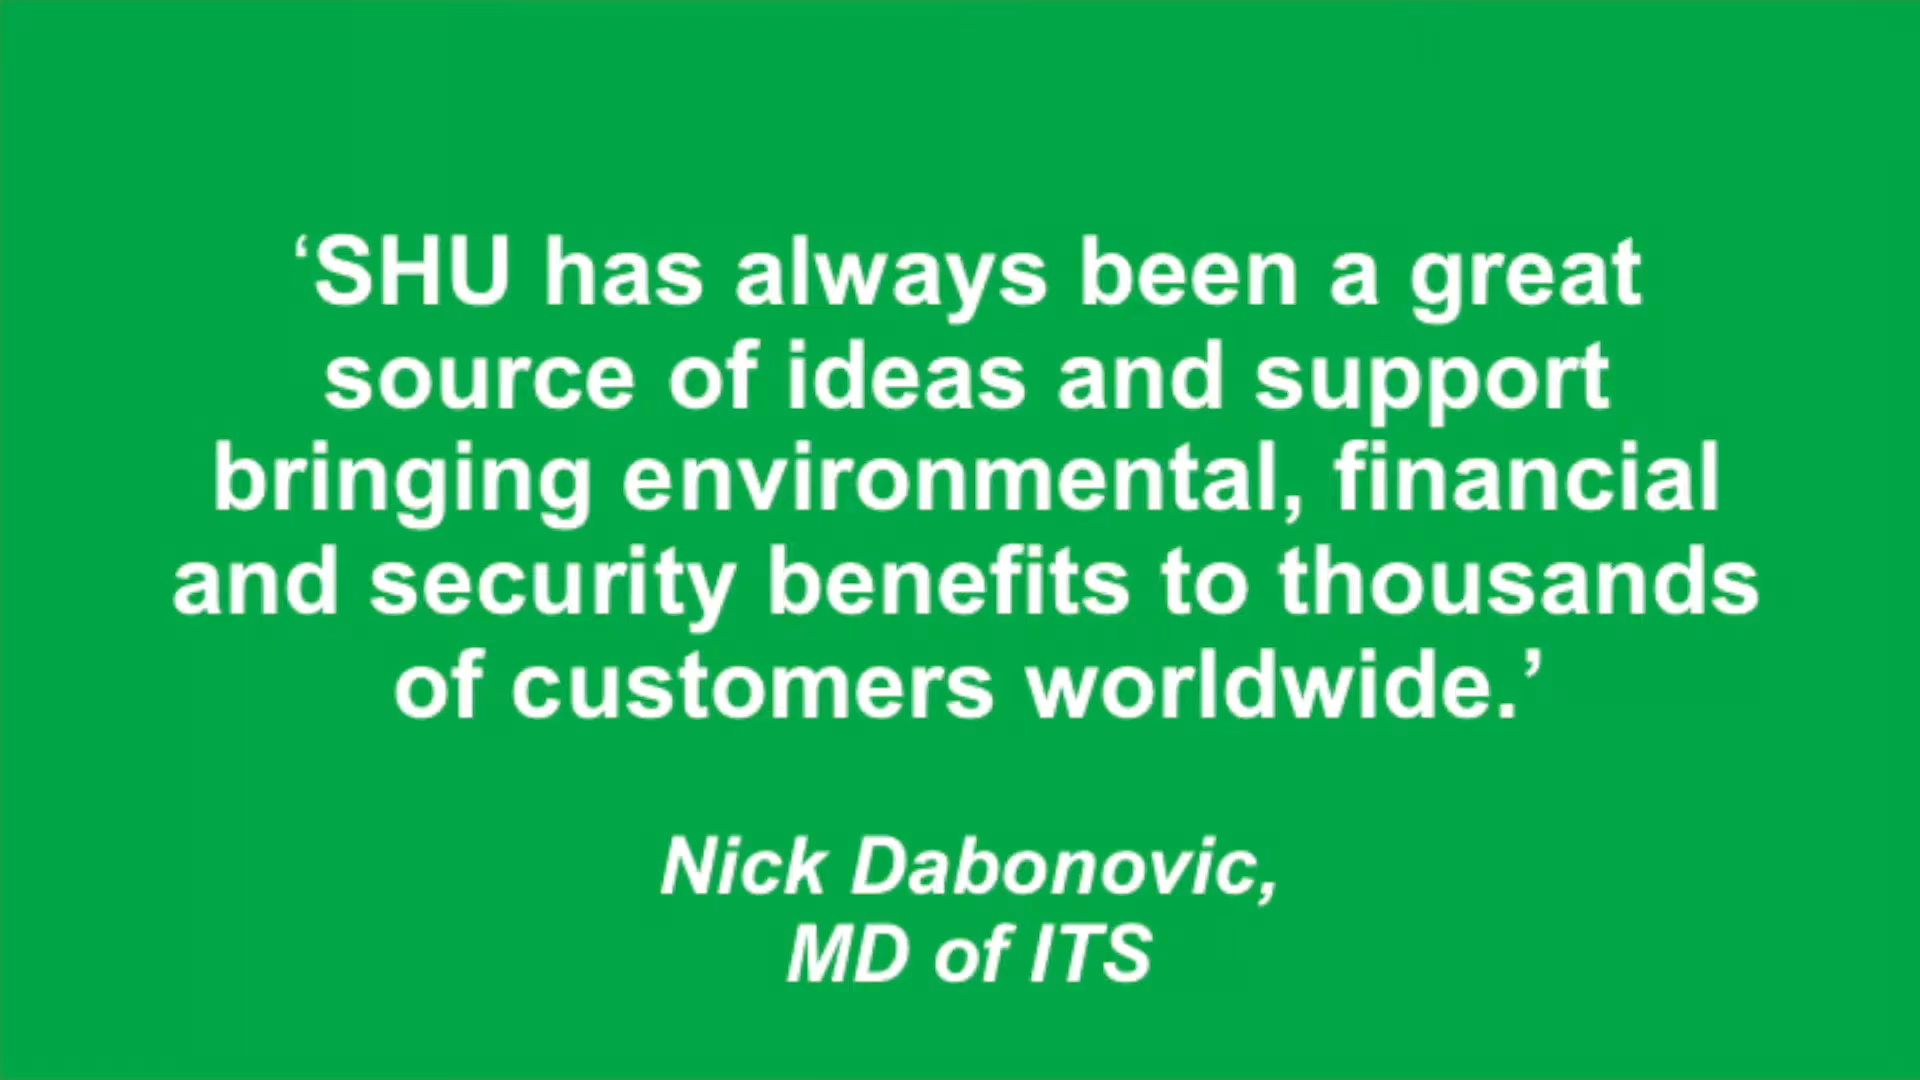 ‘SHU has always been a great
source of ideas and support
bringing environmental, financial
and security benefits to thousands
of customers worldwide.’
Nick Dabonovic,
MD of ITS